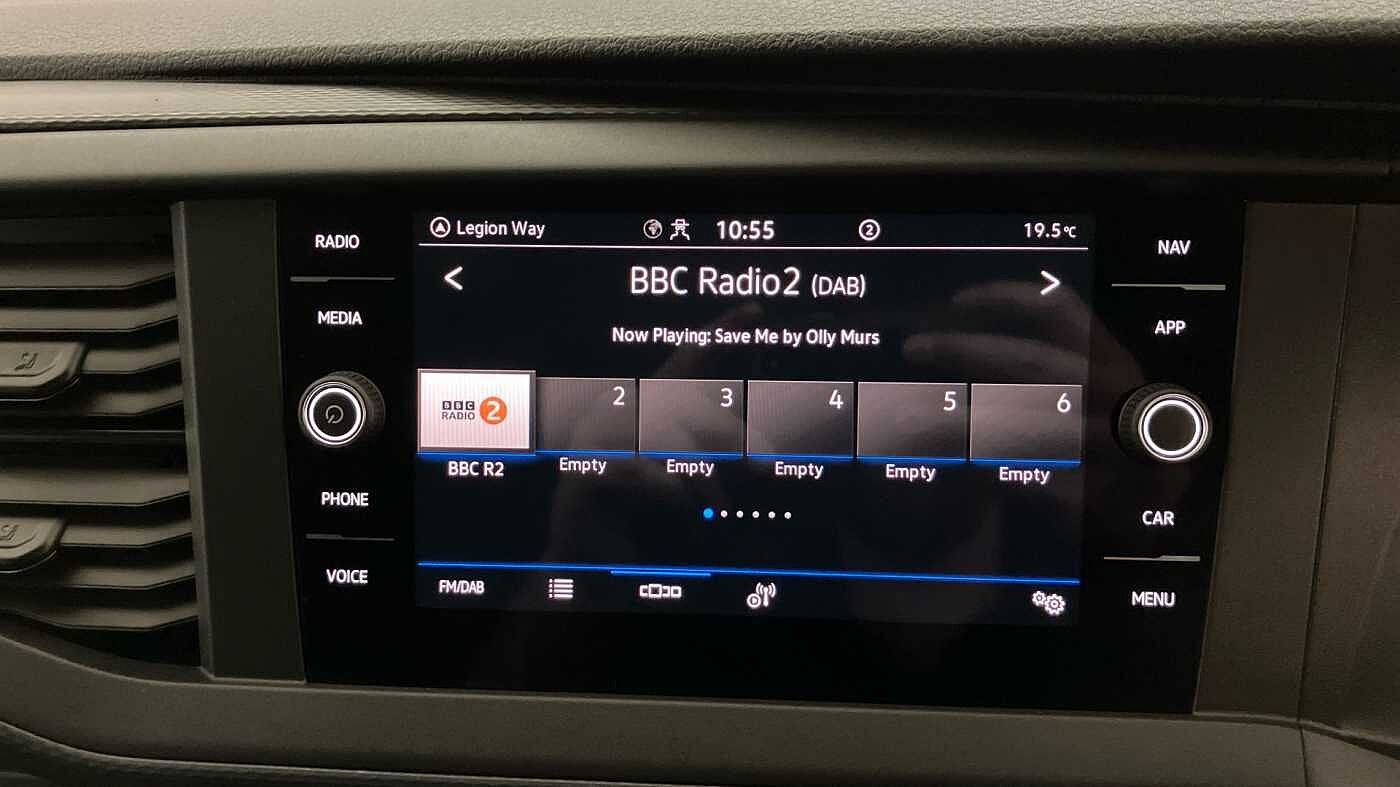 RADIO
MEDIA
PHONE
VOICE
Legion Way
10:55
2
19.5°C
BBC Radio2 (DAB)
Now Playing: Save Me by Olly Murs
BBC
RADIO 2
2
3
4
5
6
BBC R2
Empty
Empty
Empty
Empty
Empty
FM/DAB
NAV
APP
CAR
MENU